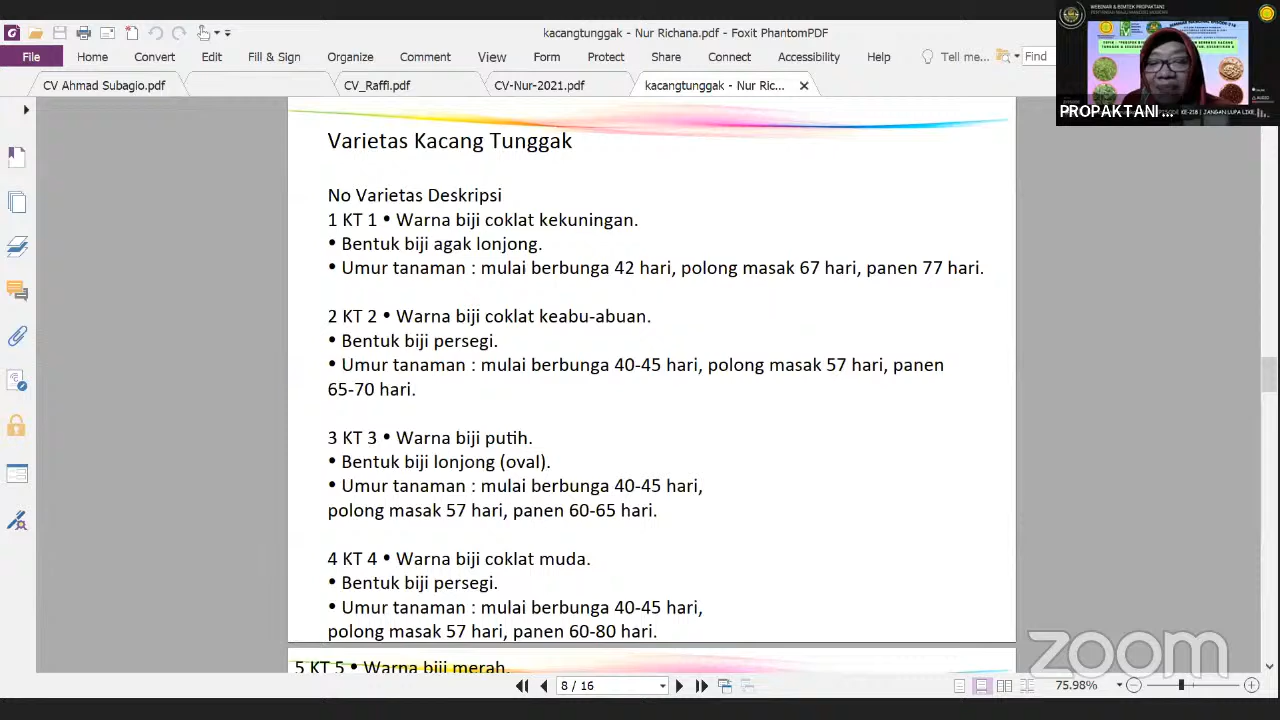 kacangtunggak - Nur Richana.pdf - Foxit PhantomPDF
File Home Convert Edit Fill & Sign Organize Comment View Form Protect Share Connect Accessibility Help Tell me... Find
CV Ahmad Subagio.pdf CV_Raffi.pdf CV-Nur-2021.pdf kacangtunggak - Nur Ric...
WEBINAR & BIMTEK PROPAKTANI
PROPAKTANI ...
KE-218 | JANGAN LUPA LIKE,
Varietas Kacang Tunggak
No Varietas Deskripsi
1 KT 1 • Warna biji coklat kekuningan.
• Bentuk biji agak lonjong.
• Umur tanaman : mulai berbunga 42 hari, polong masak 67 hari, panen 77 hari.
2 KT 2 • Warna biji coklat keabu-abuan.
• Bentuk biji persegi.
• Umur tanaman : mulai berbunga 40-45 hari, polong masak 57 hari, panen
65-70 hari.
3 KT 3 • Warna biji putih.
• Bentuk biji lonjong (oval).
• Umur tanaman : mulai berbunga 40-45 hari,
polong masak 57 hari, panen 60-65 hari.
4 KT 4 • Warna biji coklat muda.
• Bentuk biji persegi.
• Umur tanaman : mulai berbunga 40-45 hari,
polong masak 57 hari, panen 60-80 hari.
5 KT 5 • Warna biji merah.
zoom
8 / 16
75.98%